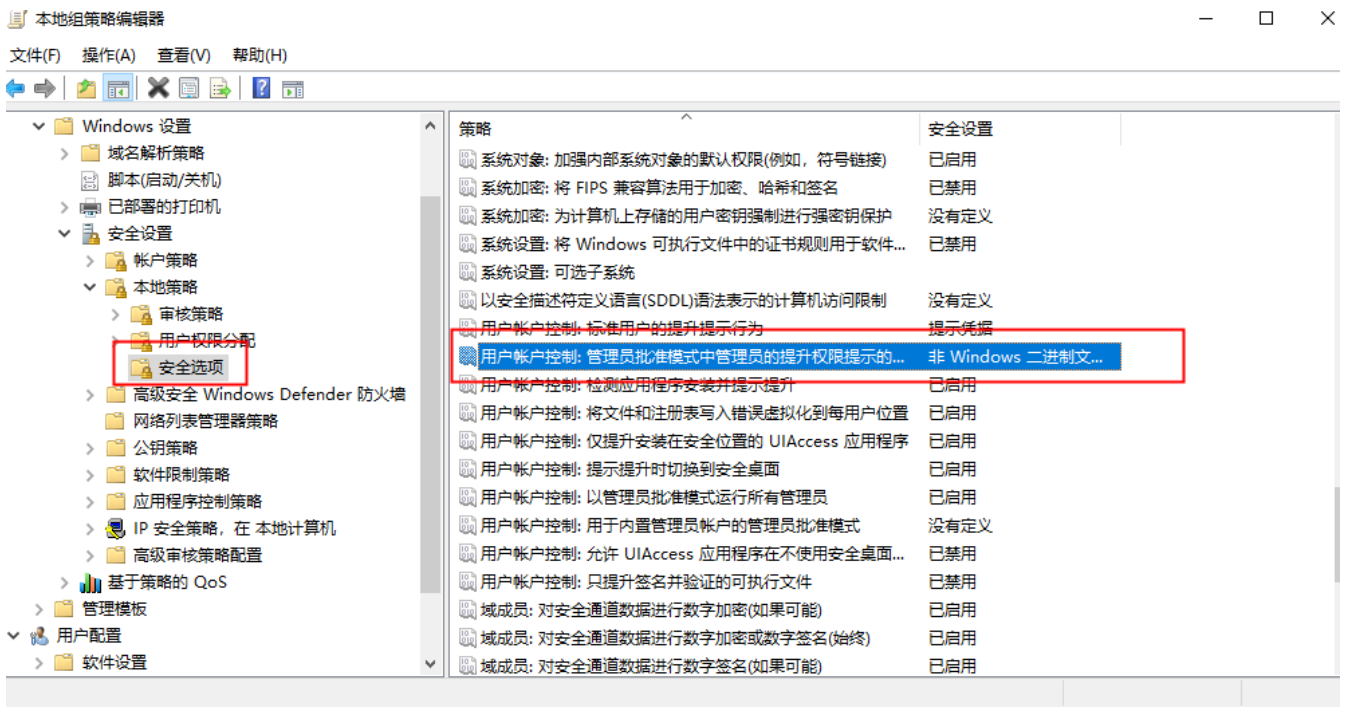 本地组策略编辑器
文件(F) 操作(A) 查看(V) 帮助(H)
Windows 设置
域名解析策略
脚本(启动/关机)
已部署的打印机
安全设置
帐户策略
本地策略
审核策略
用户权限分配
安全选项
高级安全 Windows Defender 防火墙
网络列表管理器策略
公钥策略
软件限制策略
应用程序控制策略
IP 安全策略，在 本地计算机
高级审核策略配置
基于策略的 QoS
管理模板
用户配置
软件设置
策略 安全设置
系统对象: 加强内部系统对象的默认权限(例如，符号链接) 已启用
系统加密: 将 FIPS 兼容算法用于加密、哈希和签名 已禁用
系统加密: 为计算机上存储的用户密钥强制进行强密钥保护 没有定义
系统设置: 将 Windows 可执行文件中的证书规则用于软件... 已禁用
系统设置: 可选子系统
以安全描述符定义语言(SDDL)语法表示的计算机访问限制 没有定义
用户帐户控制: 标准用户的提升提示行为 提示凭据
用户帐户控制: 管理员批准模式中管理员的提升权限提示的... 非 Windows 二进制文...
用户帐户控制: 检测应用程序安装并提示提升 已启用
用户帐户控制: 将文件和注册表写入错误虚拟化到每用户位置 已启用
用户帐户控制: 仅提升安装在安全位置的 UIAccess 应用程序 已启用
用户帐户控制: 提示提升时切换到安全桌面 已启用
用户帐户控制: 以管理员批准模式运行所有管理员 已启用
用户帐户控制: 用于内置管理员帐户的管理员批准模式 没有定义
用户帐户控制: 允许 UIAccess 应用程序在不使用安全桌面... 已禁用
用户帐户控制: 只提升签名并验证的可执行文件 已禁用
域成员: 对安全通道数据进行数字加密(如果可能) 已启用
域成员: 对安全通道数据进行数字加密或数字签名(始终) 已启用
域成员: 对安全通道数据进行数字签名(如果可能) 已启用